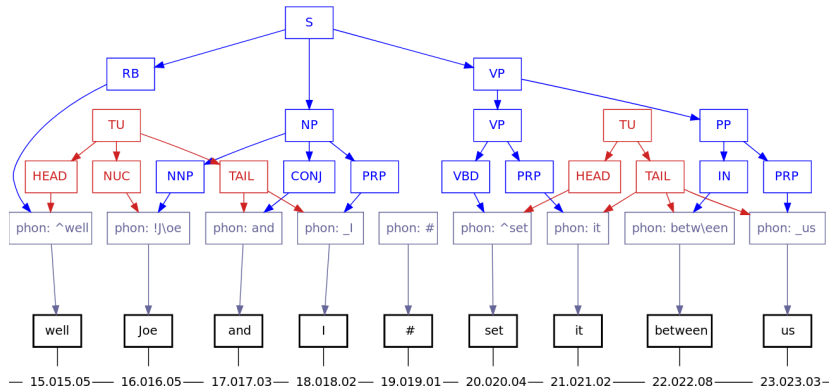 S
RB VP
TU NP VP TU PP
HEAD NUC NNP TAIL CONJ PRP VBD PRP HEAD TAIL IN PRP
phon: ^well phon: !J\oe phon: and phon: _I phon: # phon: ^set phon: it phon: betw\een phon: _us
well Joe and I # set it between us
15.015.05 16.016.05 17.017.03 18.018.02 19.019.01 20.020.04 21.021.02 22.022.08 23.023.03